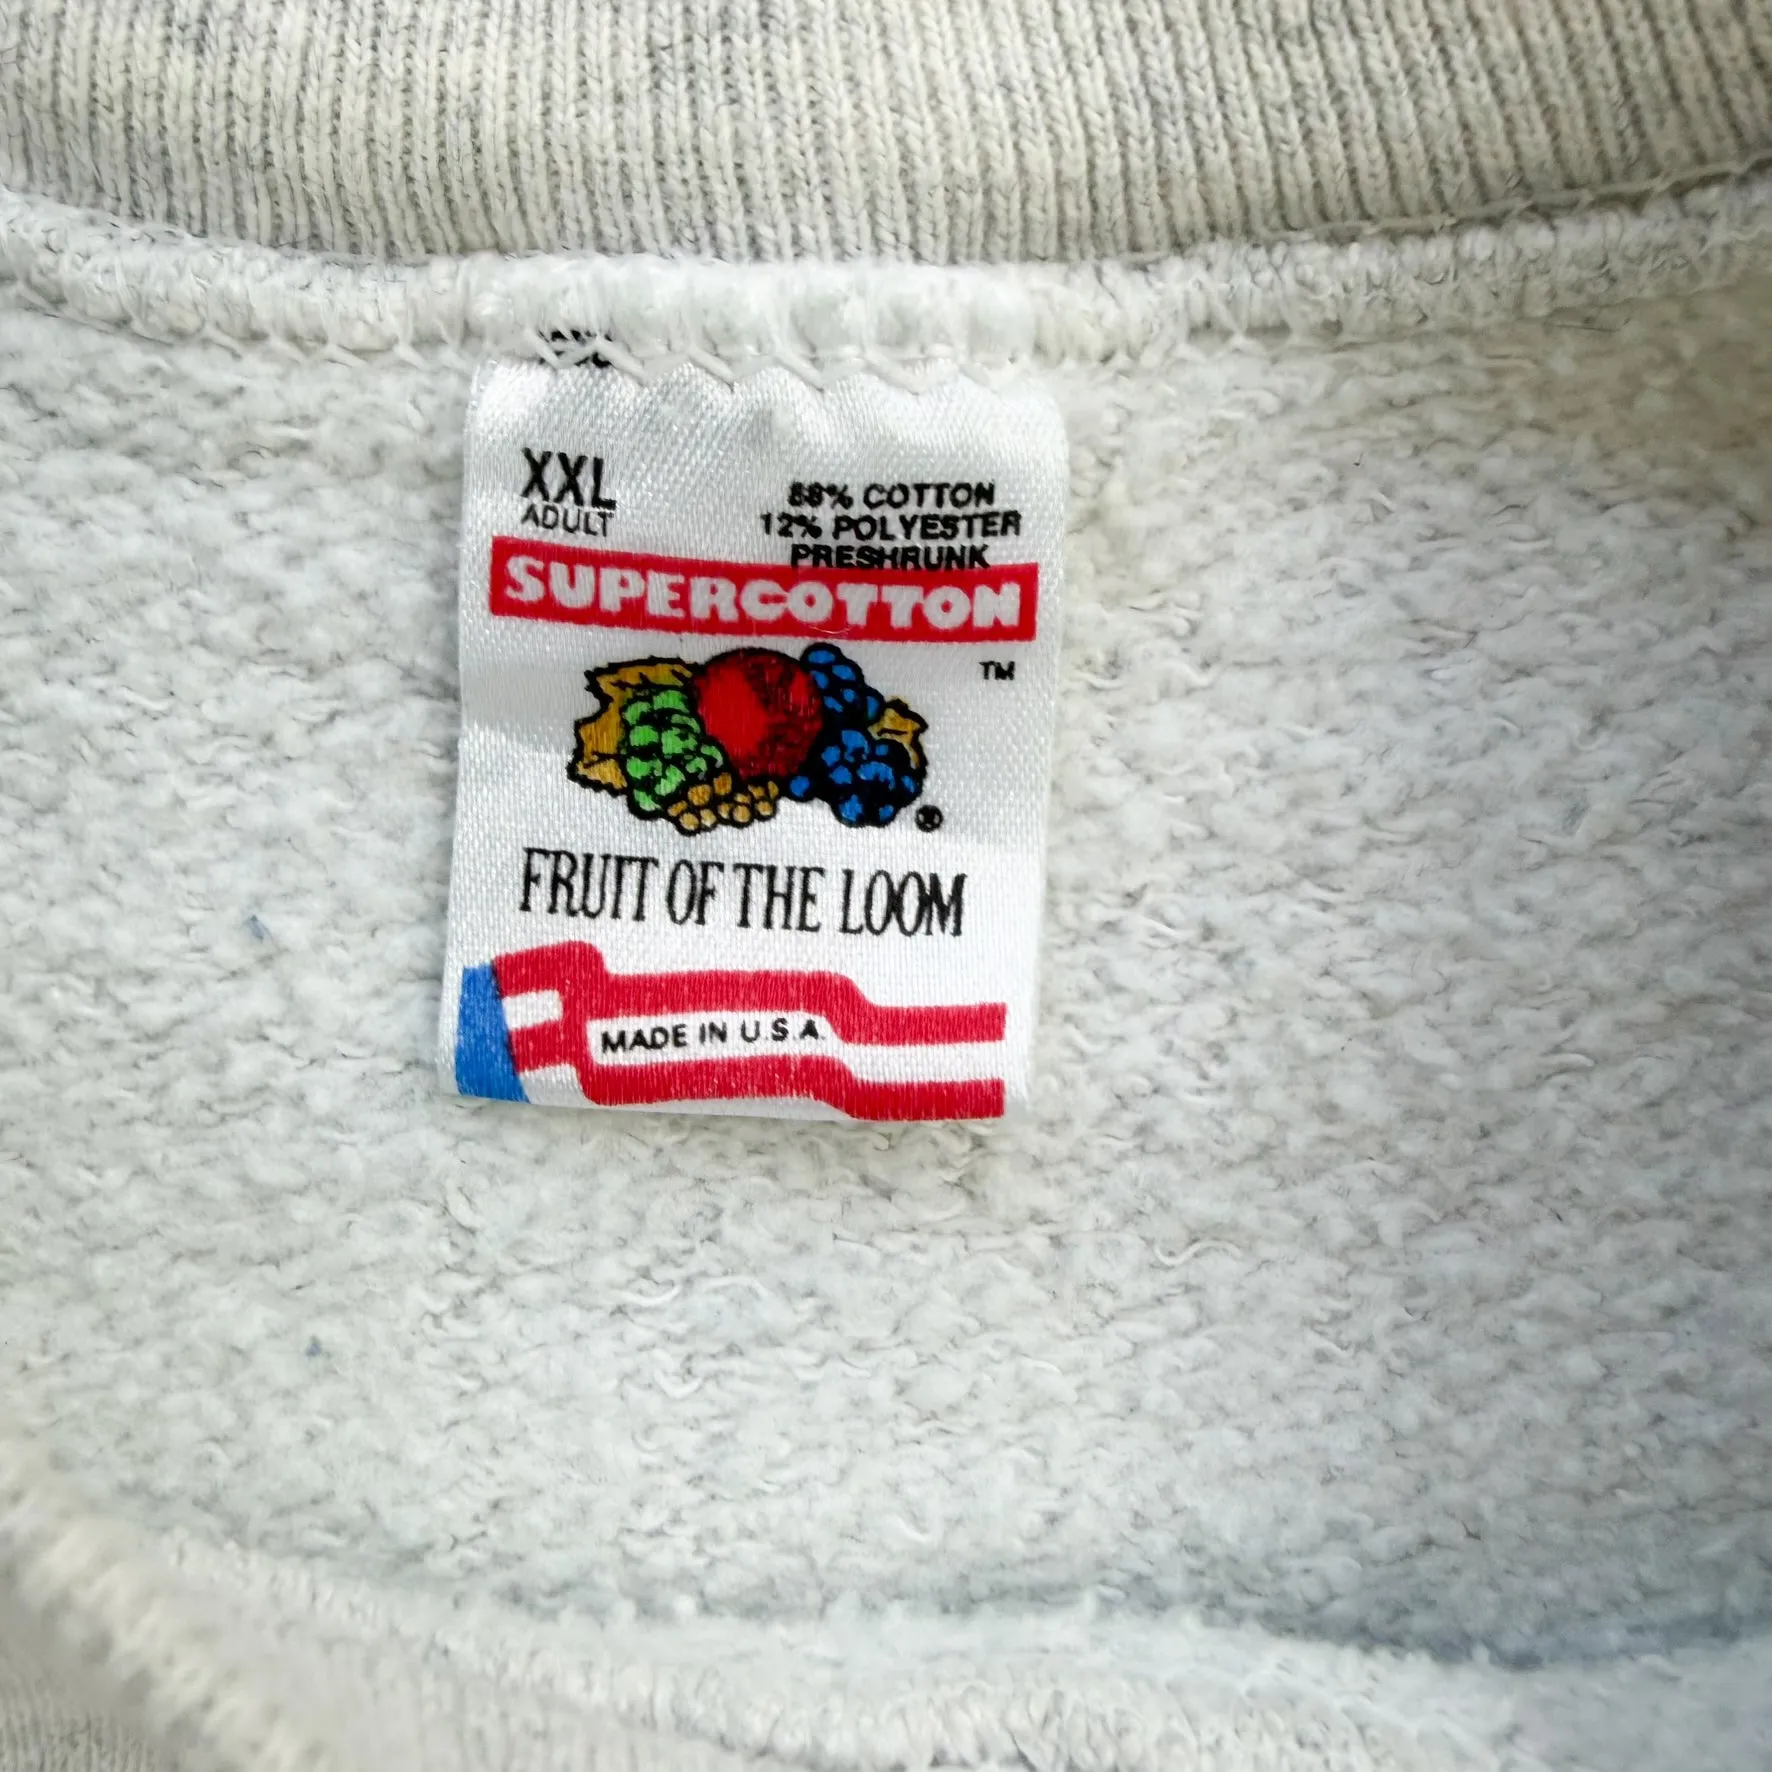 XXL
ADULT
88% COTTON
12% POLYESTER
PRESHRUNK
SUPERCOTTON
™
®
FRUIT OF THE LOOM
MADE IN U.S.A.